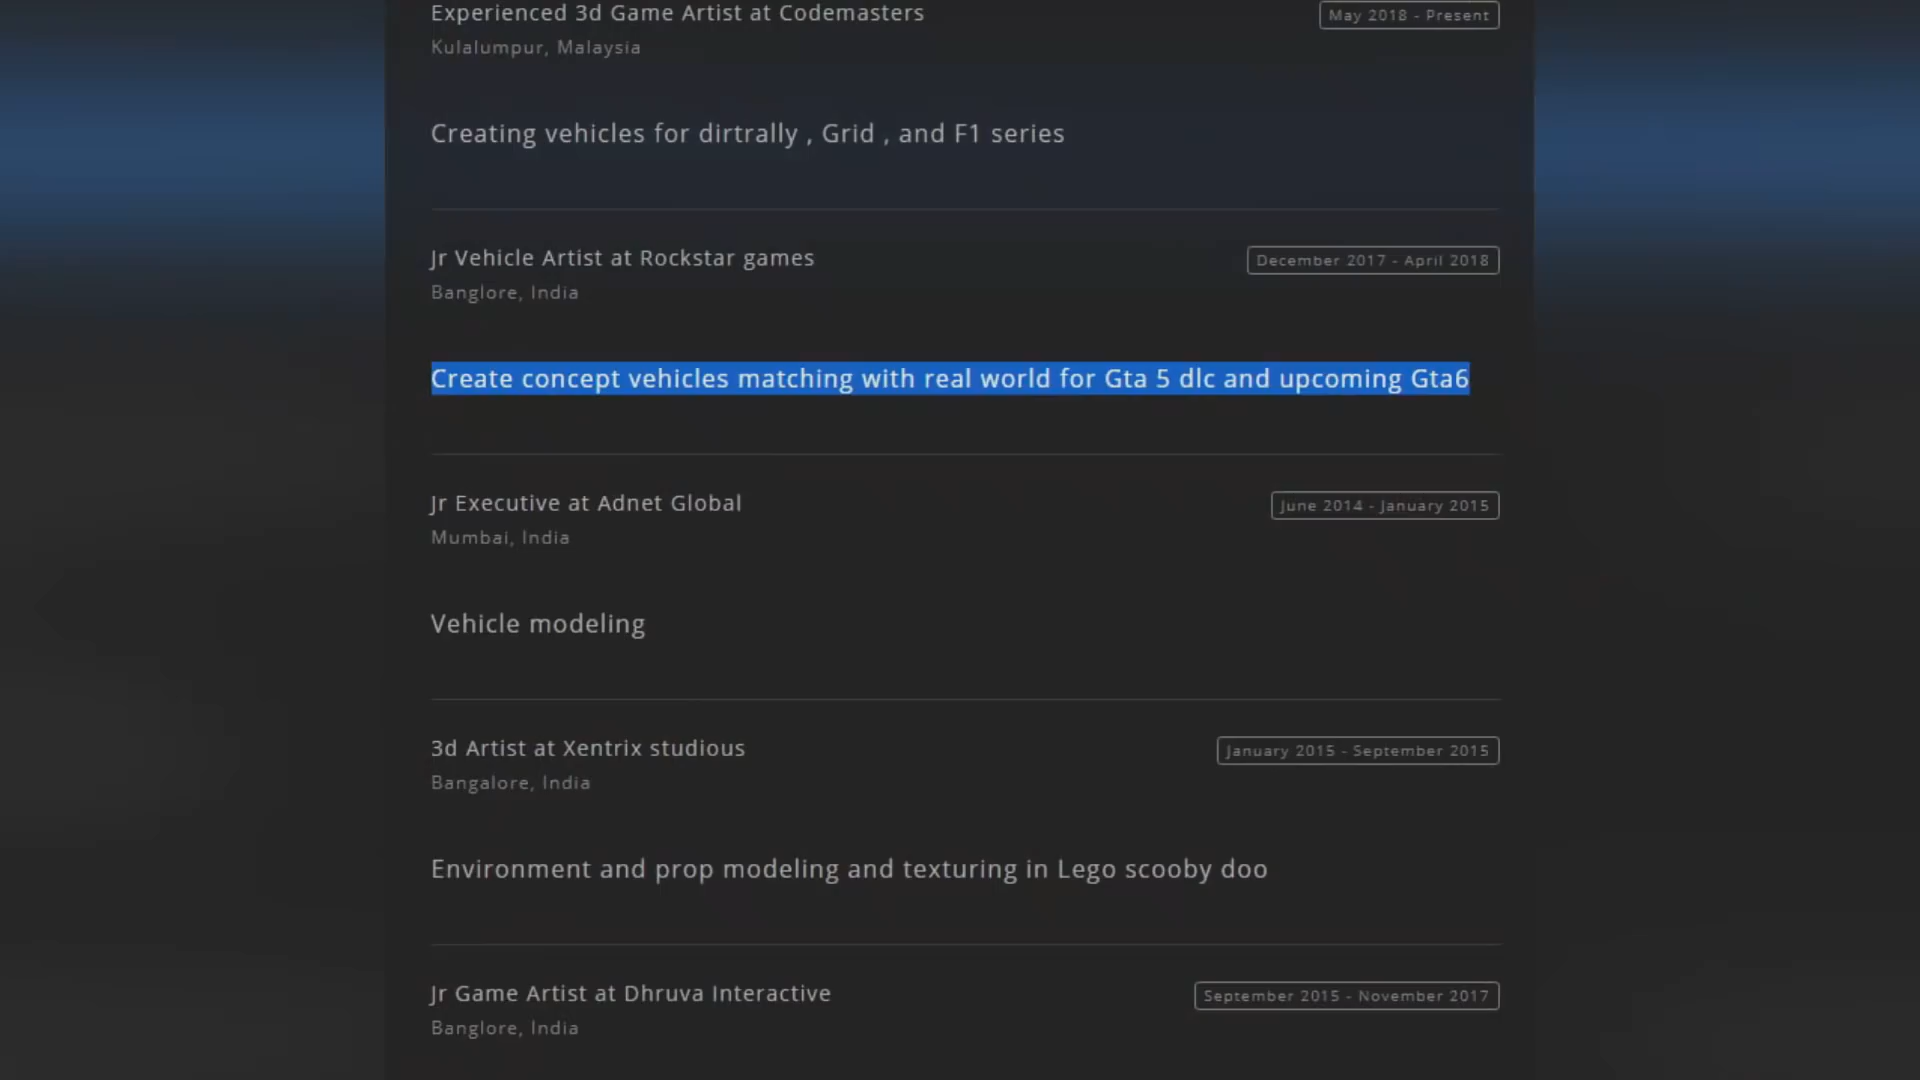 Experienced 3d Game Artist at Codemasters
May 2018 - Present
Kulalumpur, Malaysia
Creating vehicles for dirtrally , Grid , and F1 series
Jr Vehicle Artist at Rockstar games
December 2017 - April 2018
Banglore, India
Create concept vehicles matching with real world for Gta 5 dlc and upcoming Gta6
Jr Executive at Adnet Global
June 2014 - January 2015
Mumbai, India
Vehicle modeling
3d Artist at Xentrix studious
January 2015 - September 2015
Bangalore, India
Environment and prop modeling and texturing in Lego scooby doo
Jr Game Artist at Dhruva Interactive
September 2015 - November 2017
Banglore, India